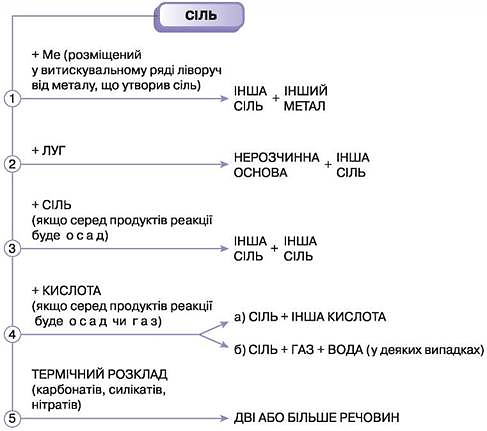 СІЛЬ
+ Ме (розміщений
у витискувальному ряді ліворуч
від металу, що утворив сіль)
1
ІНША СІЛЬ + ІНШИЙ МЕТАЛ
+ ЛУГ
2
НЕРОЗЧИННА ОСНОВА + ІНША СІЛЬ
+ СІЛЬ
(якщо серед продуктів реакції
буде о с а д)
3
ІНША СІЛЬ + ІНША СІЛЬ
+ КИСЛОТА
(якщо серед продуктів реакції
буде о с а д чи г а з)
4
а) СІЛЬ + ІНША КИСЛОТА
б) СІЛЬ + ГАЗ + ВОДА (у деяких випадках)
ТЕРМІЧНИЙ РОЗКЛАД
(карбонатів, силікатів,
нітратів)
5
ДВІ АБО БІЛЬШЕ РЕЧОВИН